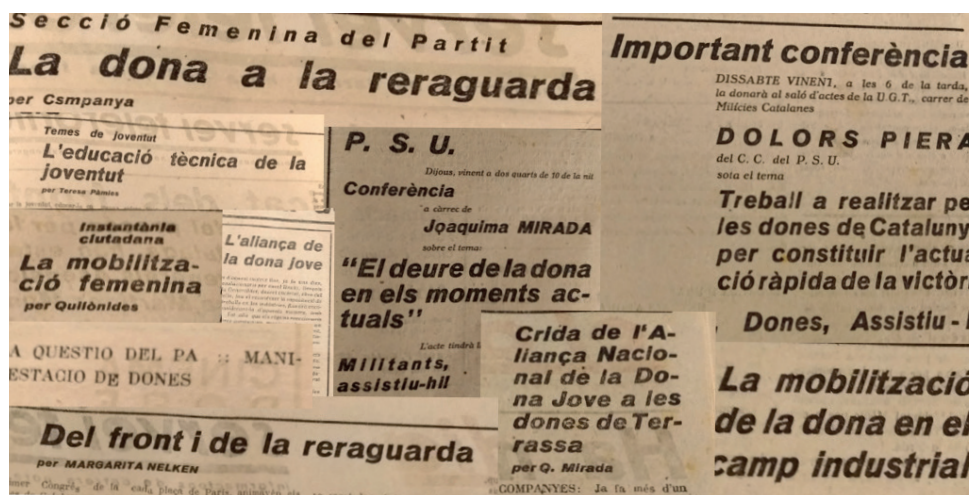 Secció Femenina del Partit
La dona a la reraguarda
per Csmpanya
Temes de joventut
L'educació tècnica de la
joventut
per Teresa Pàmies
Instantània
ciutadana
La mobilitza-
ció femenina
per Quilònides
L'aliança de
la dona jove
A QUESTIO DEL PA :: MANI-
ESTACIO DE DONES
P. S. U.
Dijous, vinent a dos quarts de 10 de la nit
Conferència
a càrrec de
Joaquima MIRADA
sobre el tema:
"El deure de la dona
en els moments ac-
tuals"
L'acte tindrà l
Militants,
assistiu-hi!
Important conferència
DISSABTE VINENT, a les 6 de la tarda,
la donarà al saló d'actes de la U.G.T., carrer de
Milícies Catalanes
DOLORS PIERA
del C. C. del P. S. U.
sota el tema
Treball a realitzar pe
les dones de Cataluny
per constituir l'actua
ció ràpida de la victòr
Dones, Assistiu-
Crida de l'A-
liança Nacio-
nal de la Do-
na Jove a les
dones de Ter-
rassa
per Q. Mirada
COMPANYES: Ja fa més d'un
La mobilització
de la dona en el
camp industrial
Del front i de la reraguarda
per MARGARITA NELKEN
mer Congrés, de la